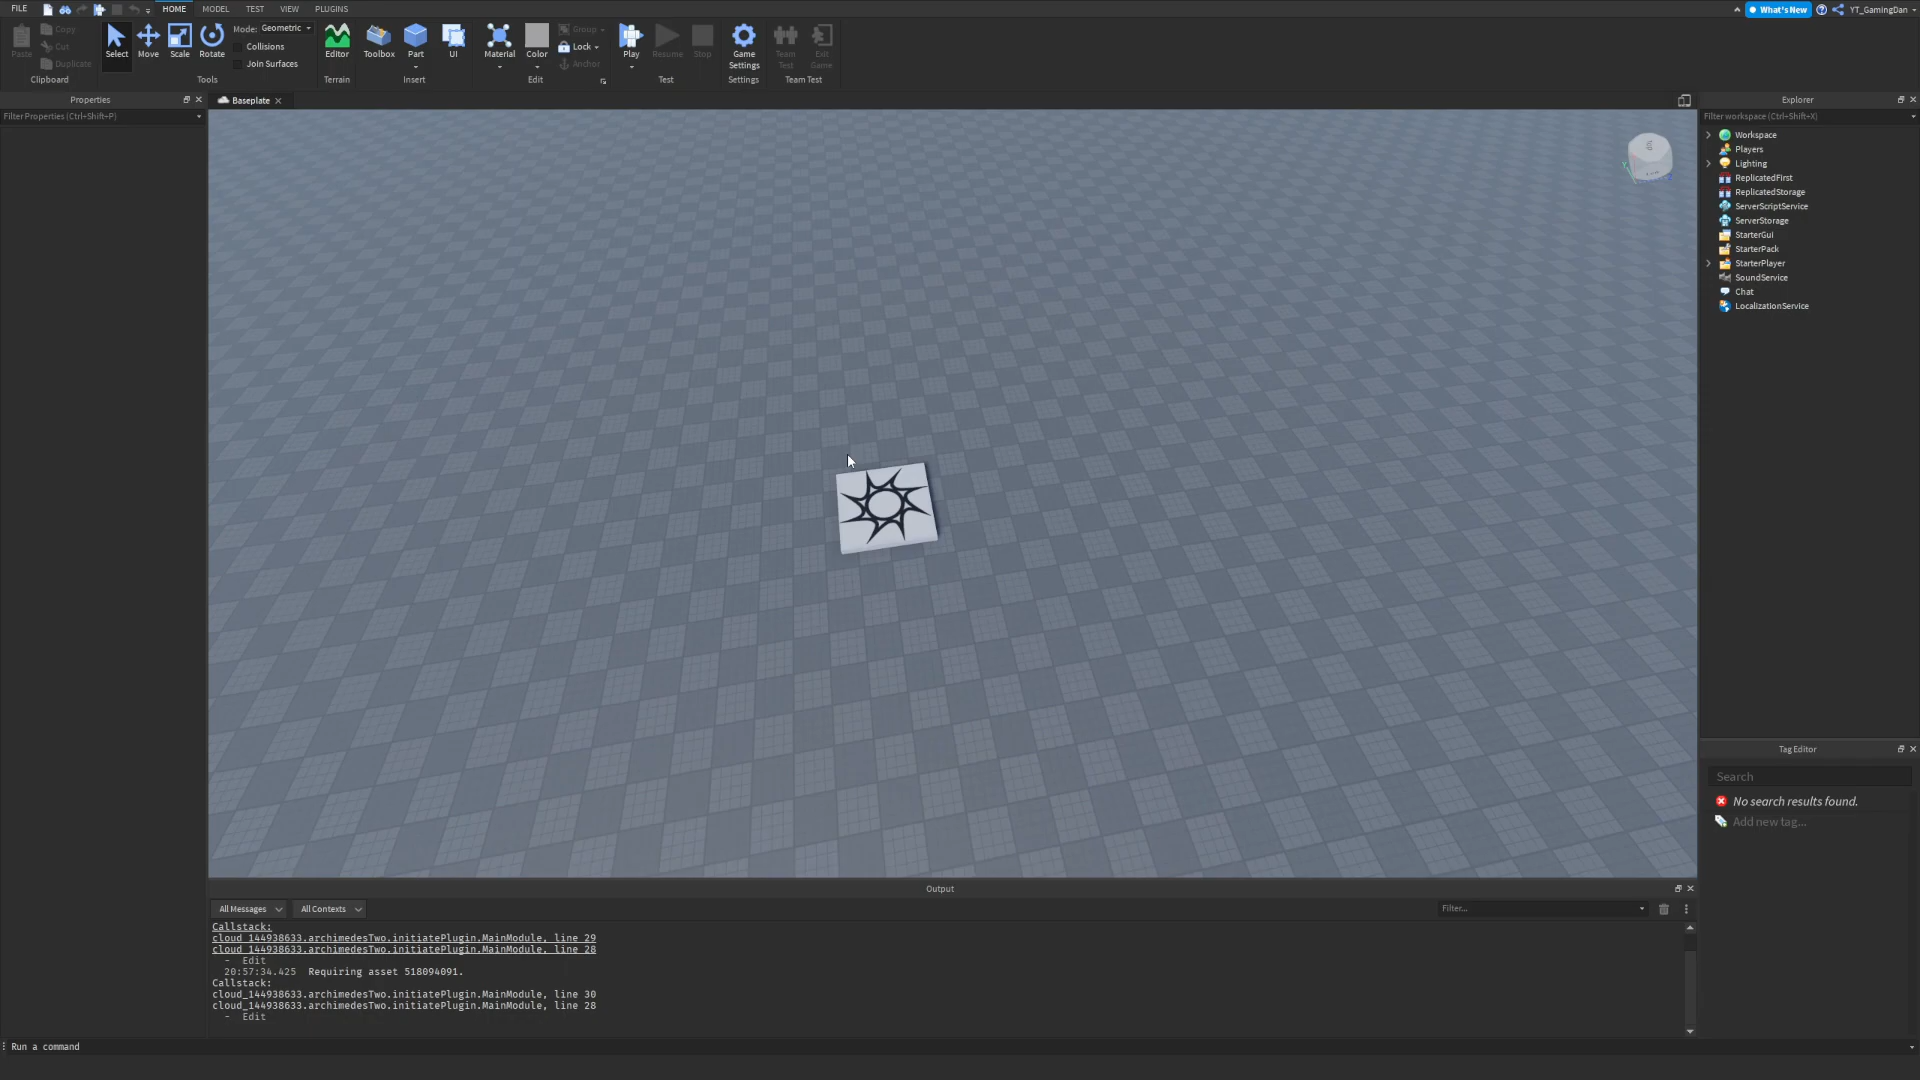 FILE
HOME
MODEL
TEST
VIEW
PLUGINS
What's New
YT_GamingDan
Paste
Copy
Cut
Duplicate
Clipboard
Select
Move
Scale
Rotate
Mode: Geometric
Collisions
Join Surfaces
Tools
Editor
Terrain
Toolbox
Part
UI
Insert
Material
Color
Group
Lock
Anchor
Edit
Play
Resume
Stop
Test
Game Settings
Settings
Team Test
Exit Game
Team Test
Properties
Filter Properties (Ctrl+Shift+P)
Baseplate
Explorer
Filter workspace (Ctrl+Shift+X)
Workspace
Players
Lighting
ReplicatedFirst
ReplicatedStorage
ServerScriptService
ServerStorage
StarterGui
StarterPack
StarterPlayer
SoundService
Chat
LocalizationService
Tag Editor
Search
No search results found.
Add new tag...
Output
All Messages
All Contexts
Filter...
Callstack:
cloud_144938633.archimedesTwo.initiatePlugin.MainModule, line 29
cloud_144938633.archimedesTwo.initiatePlugin.MainModule, line 28
- Edit
20:57:34.425 Requiring asset 518094091.
Callstack:
cloud_144938633.archimedesTwo.initiatePlugin.MainModule, line 30
cloud_144938633.archimedesTwo.initiatePlugin.MainModule, line 28
- Edit
Run a command